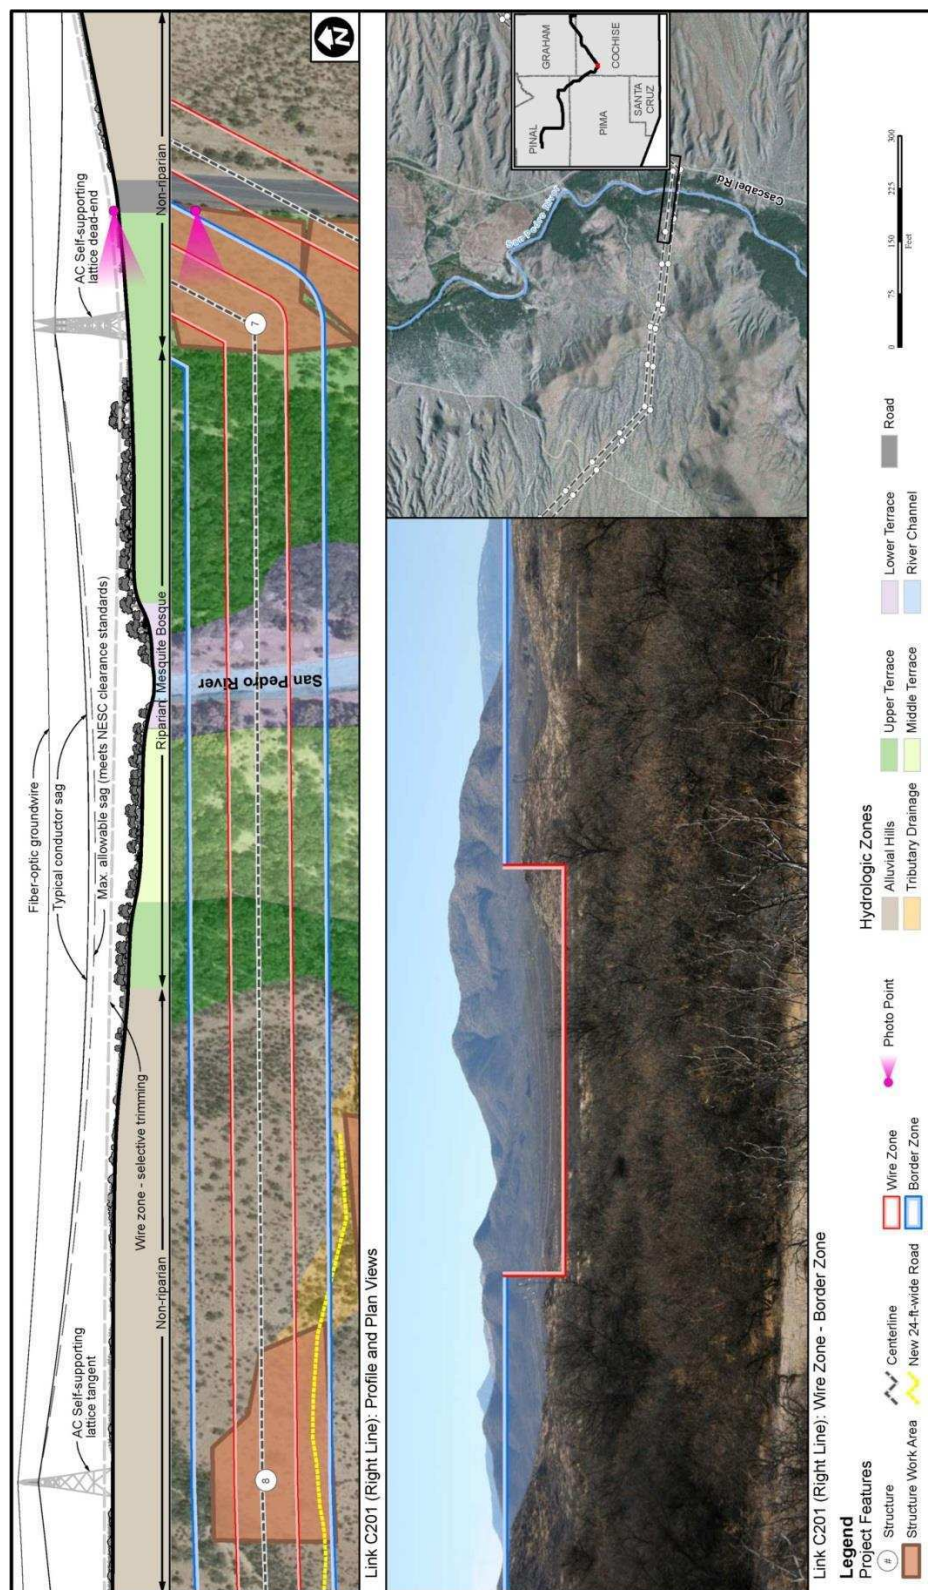 Fiber-optic groundwire
Typical conductor sag
Max. allowable sag (meets NESC clearance standards)
AC Self-supporting
lattice tangent
Wire zone - selective trimming
AC Self-supporting
lattice dead-end
Non-riparian
Riparian: Mesquite Bosque
Non-riparian
8
San Pedro River
7
N
Link C201 (Right Line): Profile and Plan Views
San Pedro River
Cascabel Rd
PINAL
GRAHAM
PIMA
COCHISE
SANTA
CRUZ
Link C201 (Right Line): Wire Zone - Border Zone
Legend
Project Features
# Structure
Structure Work Area
Centerline
New 24-ft-wide Road
Wire Zone
Border Zone
Photo Point
Hydrologic Zones
Alluvial Hills
Tributary Drainage
Upper Terrace
Middle Terrace
Lower Terrace
River Channel
Road
0 75 150 225 300
Feet